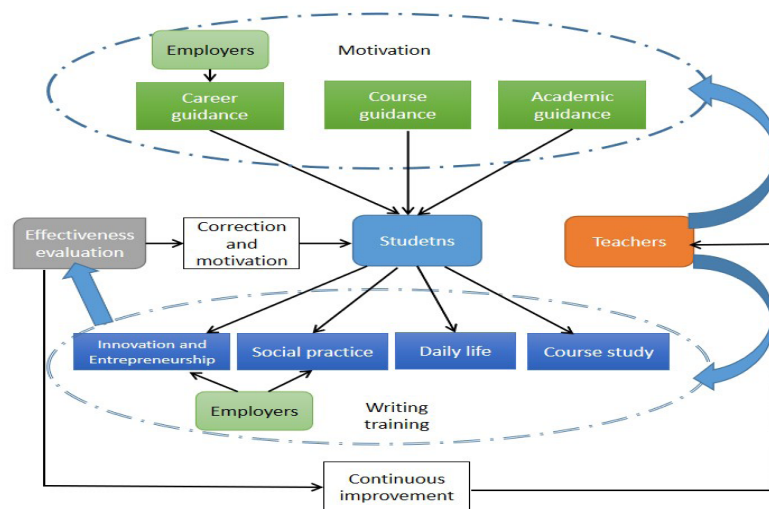 Employers
Motivation
Career
guidance
Course
guidance
Academic
guidance
Effectiveness
evaluation
Correction
and
motivation
Studetns
Teachers
Innovation and
Entrepreneurship
Social practice
Daily life
Course study
Employers
Writing
training
Continuous
improvement